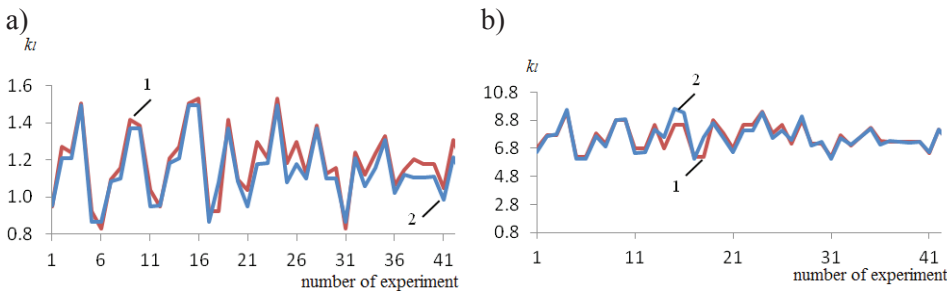 a)
kl
1.6
1.4
1.2
1.0
0.8
1
2
1 6 11 16 21 26 31 36 41
number of experiment
b)
kl
10.8
8.8
6.8
4.8
2.8
0.8
2
1
1 11 21 31 41
number of experiment